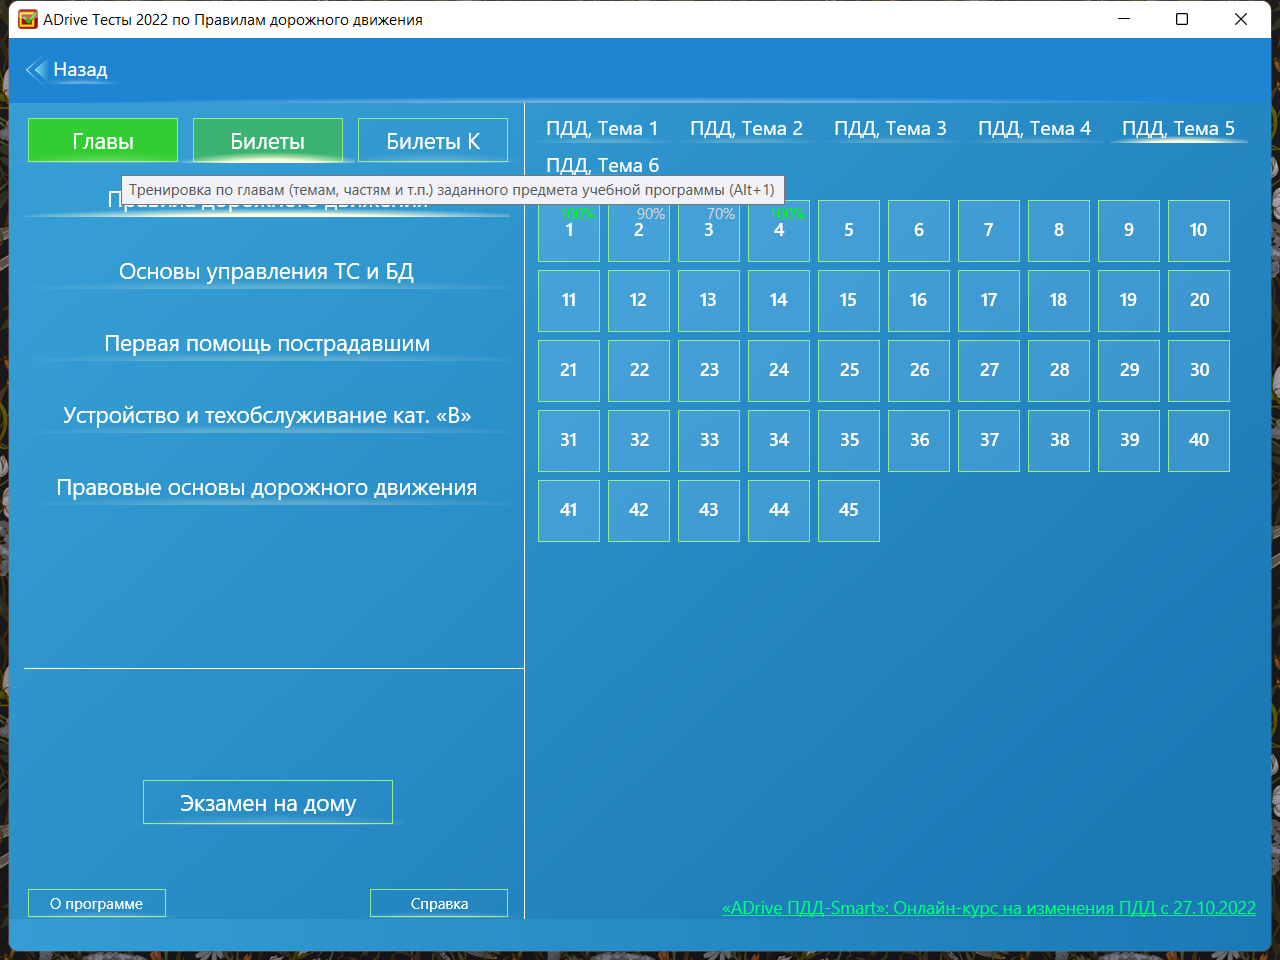 ADrive Тесты 2022 по Правилам дорожного движения
Назад
Главы
Билеты
Билеты К
Тренировка по главам (темам, частям и т.п.) заданного предмета учебной программы (Alt+1)
Правила дорожного движения
Основы управления ТС и БД
Первая помощь пострадавшим
Устройство и техобслуживание кат. «В»
Правовые основы дорожного движения
Экзамен на дому
О программе
Справка
ПДД, Тема 1 ПДД, Тема 2 ПДД, Тема 3 ПДД, Тема 4 ПДД, Тема 5
ПДД, Тема 6
100% 90% 70% 100%
1 2 3 4 5 6 7 8 9 10
11 12 13 14 15 16 17 18 19 20
21 22 23 24 25 26 27 28 29 30
31 32 33 34 35 36 37 38 39 40
41 42 43 44 45
«ADrive ПДД-Smart»: Онлайн-курс на изменения ПДД с 27.10.2022